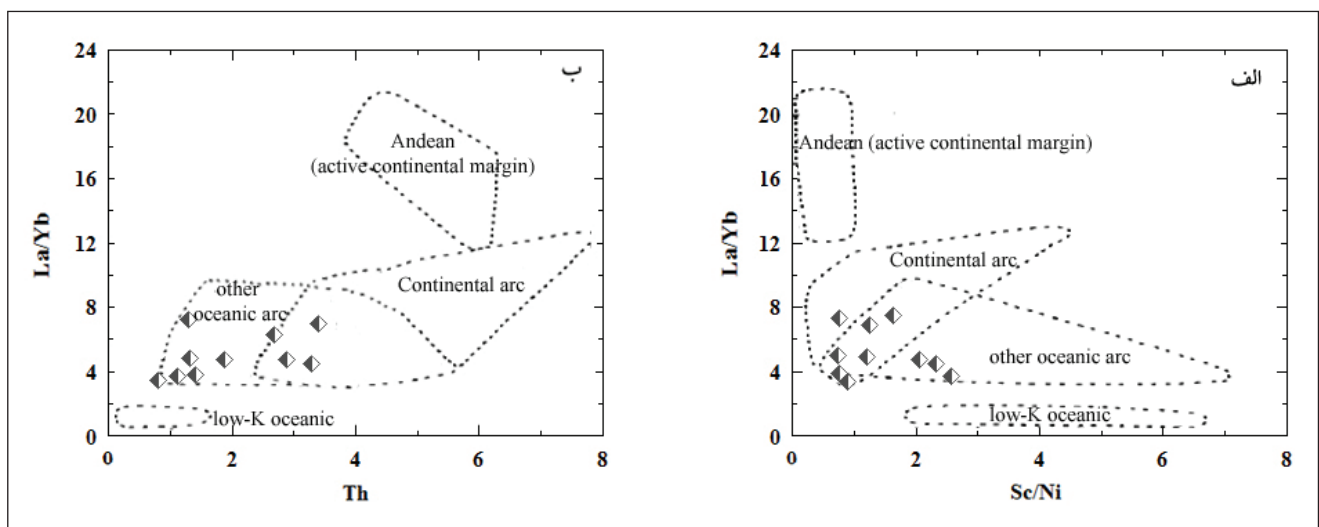 24
20
16
12
8
4
0
La/Yb
ب
Andean
(active continental margin)
other
oceanic arc
Continental arc
low-K oceanic
0 2 4 6 8
Th
24
20
16
12
8
4
0
La/Yb
الف
Andean (active continental margin)
Continental arc
other oceanic arc
low-K oceanic
0 2 4 6 8
Sc/Ni